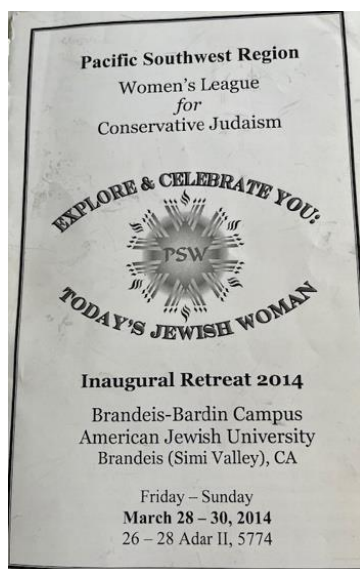 Pacific Southwest Region
Women's League
for
Conservative Judaism
EXPLORE & CELEBRATE YOU:
PSW
TODAY'S JEWISH WOMAN
Inaugural Retreat 2014
Brandeis-Bardin Campus
American Jewish University
Brandeis (Simi Valley), CA
Friday – Sunday
March 28 – 30, 2014
26 – 28 Adar II, 5774